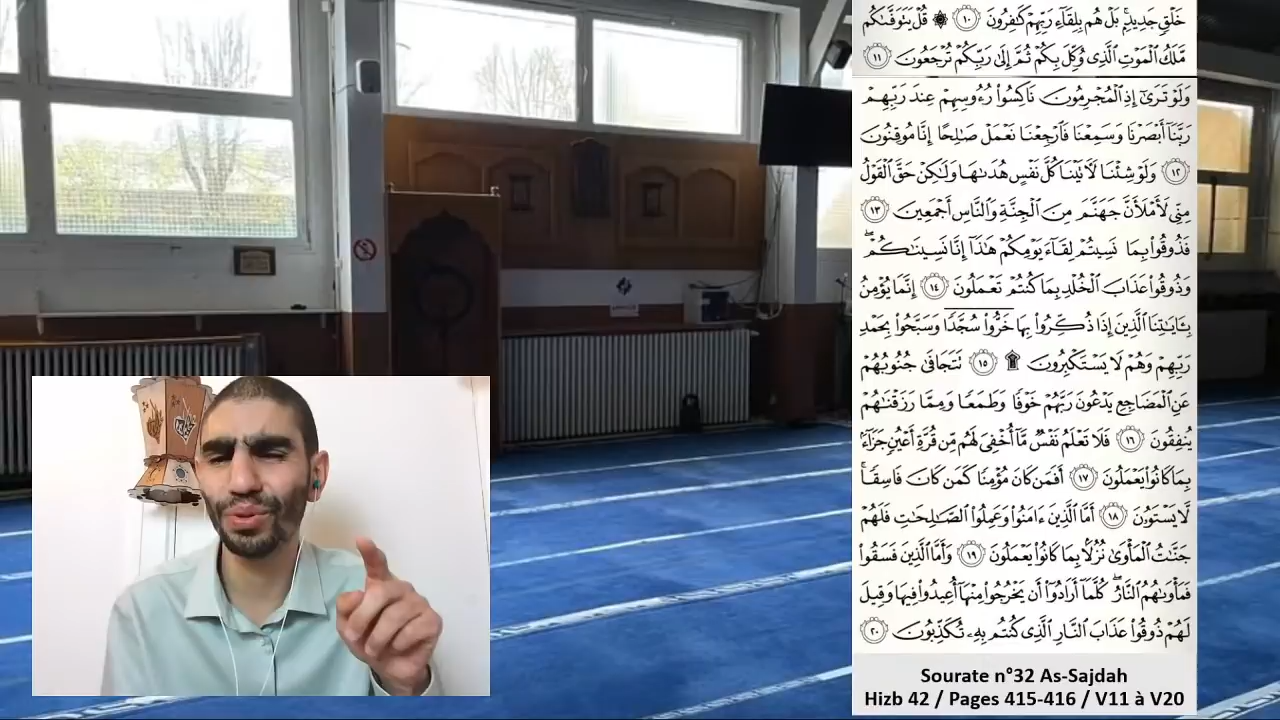 خَلْقٍ جَدِيدٍۭ بَلْ هُم بِلِقَآءِ رَبِّهِمْ كَٰفِرُونَ ١٠ ۞ قُلْ يَتَوَفَّىٰكُم
مَّلَكُ ٱلْمَوْتِ ٱلَّذِى وُكِّلَ بِكُمْ ثُمَّ إِلَىٰ رَبِّكُمْ تُرْجَعُونَ ١١
وَلَوْ تَرَىٰٓ إِذِ ٱلْمُجْرِمُونَ نَاكِسُوا۟ رُءُوسِهِمْ عِندَ رَبِّهِمْ
رَبَّنَآ أَبْصَرْنَا وَسَمِعْنَا فَٱرْجِعْنَا نَعْمَلْ صَٰلِحًا إِنَّا مُوقِنُونَ
١٢ وَلَوْ شِئْنَا لَـَٔاتَيْنَا كُلَّ نَفْسٍ هُدَىٰهَا وَلَٰكِنْ حَقَّ ٱلْقَوْلُ
مِنِّى لَأَمْلَأَنَّ جَهَنَّمَ مِنَ ٱلْجِنَّةِ وَٱلنَّاسِ أَجْمَعِينَ ١٣
فَذُوقُوا۟ بِمَا نَسِيتُمْ لِقَآءَ يَوْمِكُمْ هَٰذَآ إِنَّا نَسِينَٰكُمْ ۖ
وَذُوقُوا۟ عَذَابَ ٱلْخُلْدِ بِمَا كُنتُمْ تَعْمَلُونَ ١٤ إِنَّمَا يُؤْمِنُ
بِـَٔايَٰتِنَا ٱلَّذِينَ إِذَا ذُكِّرُوا۟ بِهَا خَرُّوا۟ سُجَّدًا وَسَبَّحُوا۟ بِحَمْدِ
رَبِّهِمْ وَهُمْ لَا يَسْتَكْبِرُونَ ۩ ١٥ تَتَجَافَىٰ جُنُوبُهُمْ
عَنِ ٱلْمَضَاجِعِ يَدْعُونَ رَبَّهُمْ خَوْفًا وَطَمَعًا وَمِمَّا رَزَقْنَٰهُمْ
يُنفِقُونَ ١٦ فَلَا تَعْلَمُ نَفْسٌ مَّآ أُخْفِىَ لَهُم مِّن قُرَّةِ أَعْيُنٍ جَزَآءًۢ
بِمَا كَانُوا۟ يَعْمَلُونَ ١٧ أَفَمَن كَانَ مُؤْمِنًا كَمَن كَانَ فَاسِقًا ۚ
لَّا يَسْتَوُۥنَ ١٨ أَمَّا ٱلَّذِينَ ءَامَنُوا۟ وَعَمِلُوا۟ ٱلصَّٰلِحَٰتِ فَلَهُمْ
جَنَّٰتُ ٱلْمَأْوَىٰ نُزُلًۢا بِمَا كَانُوا۟ يَعْمَلُونَ ١٩ وَأَمَّا ٱلَّذِينَ فَسَقُوا۟
فَمَأْوَىٰهُمُ ٱلنَّارُ ۖ كُلَّمَآ أَرَادُوٓا۟ أَن يَخْرُجُوا۟ مِنْهَآ أُعِيدُوا۟ فِيهَا وَقِيلَ
لَهُمْ ذُوقُوا۟ عَذَابَ ٱلنَّارِ ٱلَّذِى كُنتُم بِهِۦ تُكَذِّبُونَ ٢٠
Sourate n°32 As-Sajdah
Hizb 42 / Pages 415-416 / V11 à V20